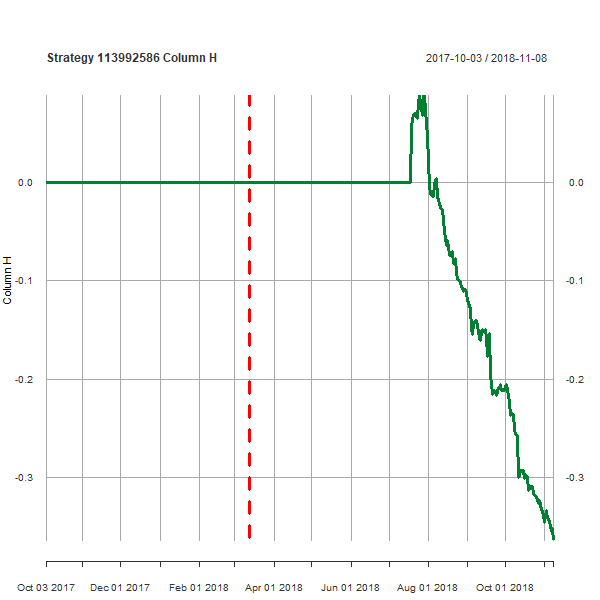 Strategy 113992586 Column H
2017-10-03 / 2018-11-08
0.0
0.0
-0.1
-0.1
Column H
-0.2
-0.2
-0.3
-0.3
Oct 03 2017
Dec 01 2017
Feb 01 2018
Apr 01 2018
Jun 01 2018
Aug 01 2018
Oct 01 2018